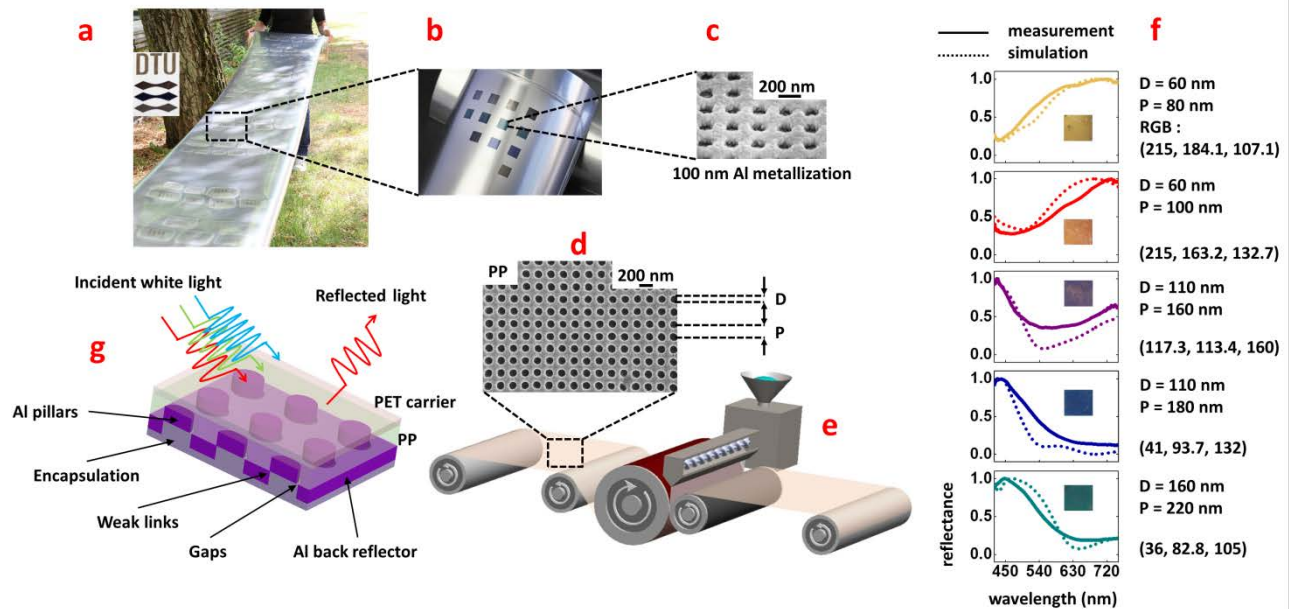 a
DTU
b
c
200 nm
100 nm Al metallization
d
PP
200 nm
D
P
e
f
measurement
simulation
reflectance
1.0
0.5
0.0
D = 60 nm
P = 80 nm
RGB :
(215, 184.1, 107.1)
1.0
0.5
0.0
D = 60 nm
P = 100 nm
(215, 163.2, 132.7)
1.0
0.5
0.0
D = 110 nm
P = 160 nm
(117.3, 113.4, 160)
1.0
0.5
0.0
D = 110 nm
P = 180 nm
(41, 93.7, 132)
1.0
0.5
0.0
D = 160 nm
P = 220 nm
(36, 82.8, 105)
450 540 630 720
wavelength (nm)
g
Incident white light
Reflected light
PET carrier
PP
Al pillars
Encapsulation
Weak links
Gaps
Al back reflector